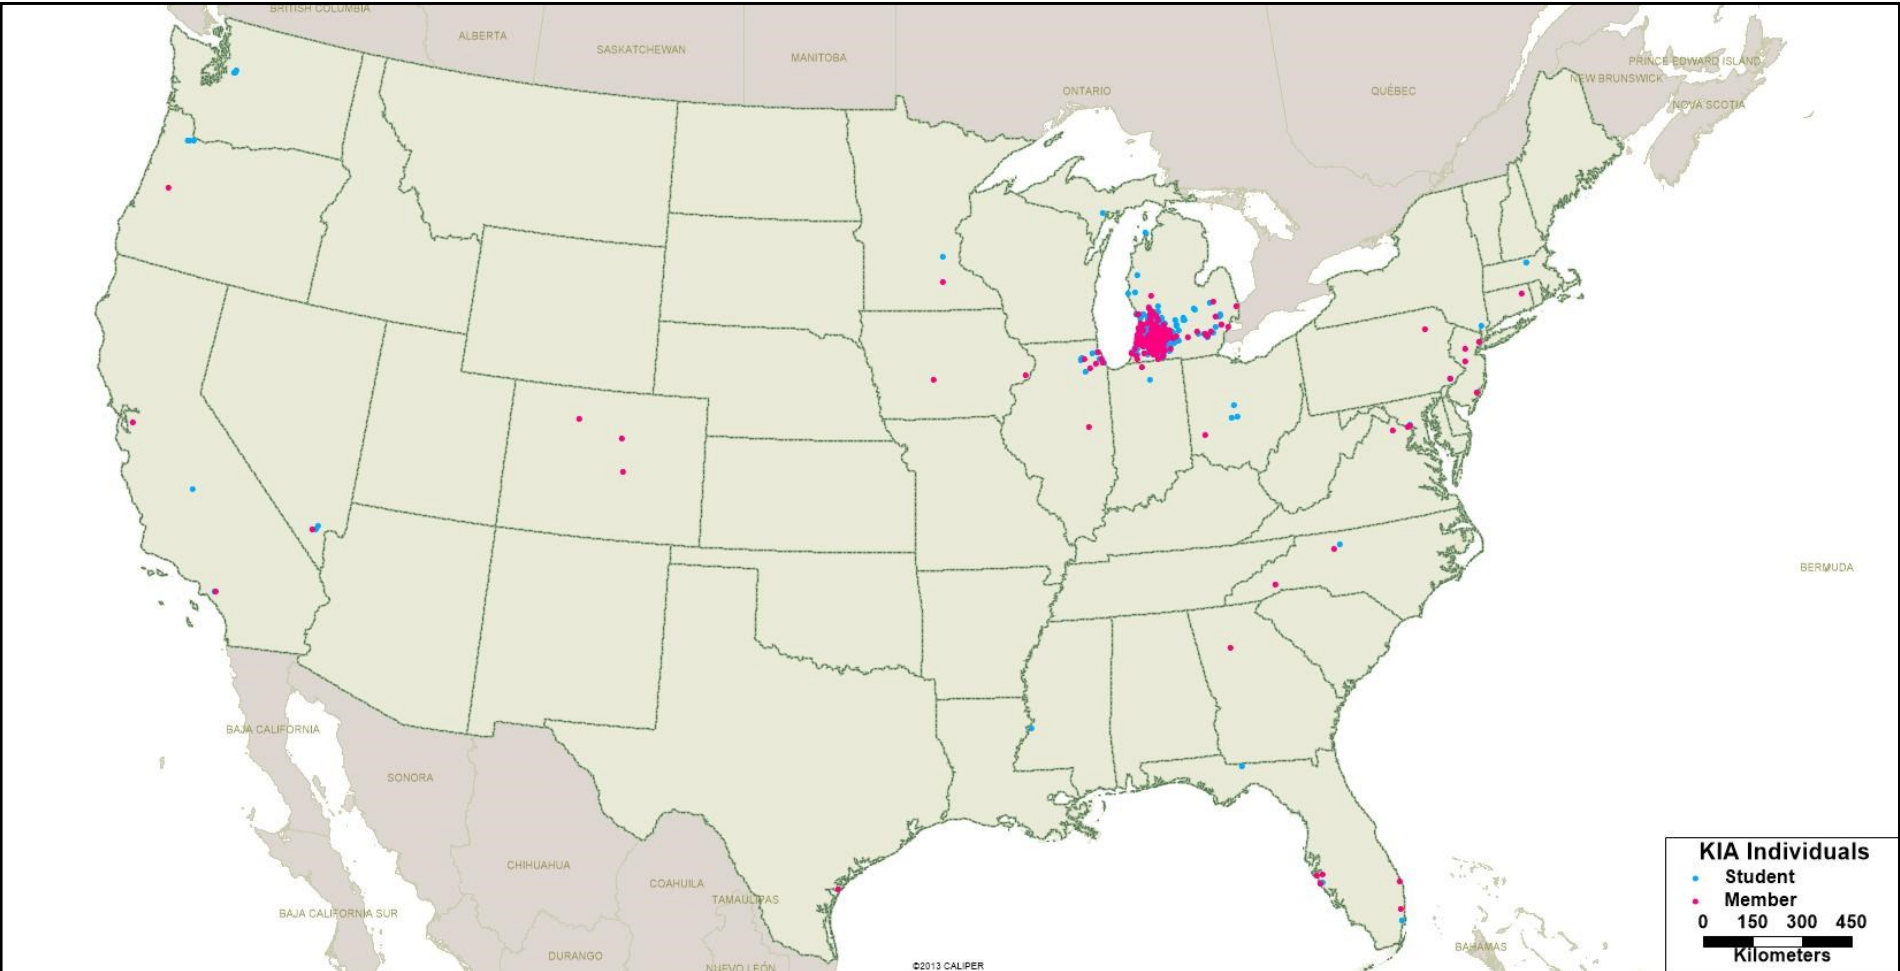 BRITISH COLUMBIA
ALBERTA
SASKATCHEWAN
MANITOBA
ONTARIO
QUÉBEC
PRINCE EDWARD ISLAND
NEW BRUNSWICK
NOVA SCOTIA
BERMUDA
BAJA CALIFORNIA
SONORA
CHIHUAHUA
COAHUILA
TAMAULIPAS
BAJA CALIFORNIA SUR
DURANGO
NUEVO LEÓN
BAHAMAS
©2013 CALIPER
KIA Individuals
Student
Member
0 150 300 450
Kilometers